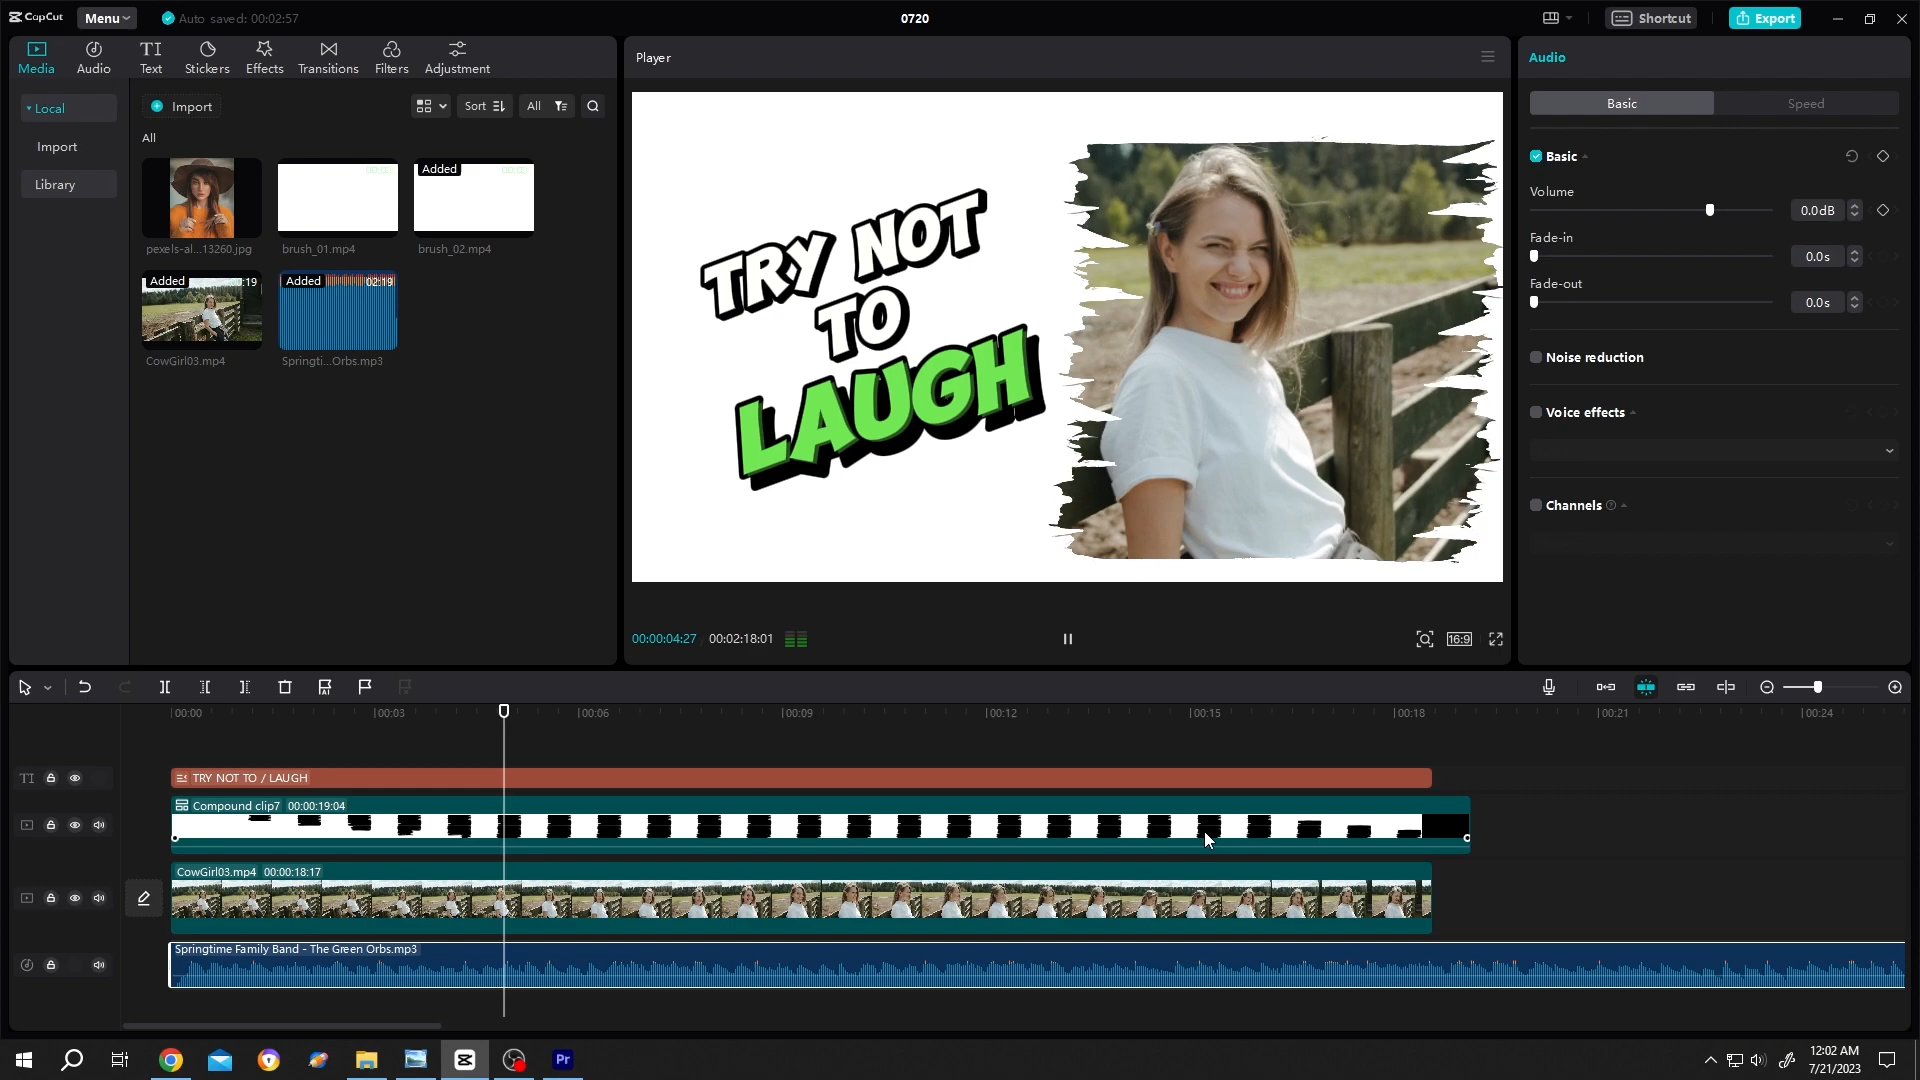 CapCut
Menu
Auto saved: 00:02:57
0720
Shortcut
Export
Media
Audio
TI
Text
Stickers
Effects
Transitions
Filters
Adjustment
Local
Import
Library
Import
Sort
All
All
pexels-al...13260.jpg
brush_01.mp4
Added
brush_02.mp4
Added
:19
CowGirl03.mp4
Added
02:19
Springti...Orbs.mp3
Player
TRY NOT
TO
LAUGH
00:00:04:27
00:02:18:01
16:9
Audio
Basic
Speed
Basic
Volume
0.0dB
Fade-in
0.0s
Fade-out
0.0s
Noise reduction
Voice effects
Channels
00:00
00:03
00:06
00:09
00:12
00:15
00:18
00:21
00:24
TI
TRY NOT TO / LAUGH
Compound clip7 00:00:19:04
CowGirl03.mp4 00:00:18:17
Springtime Family Band - The Green Orbs.mp3
Pr
12:02 AM
7/21/2023